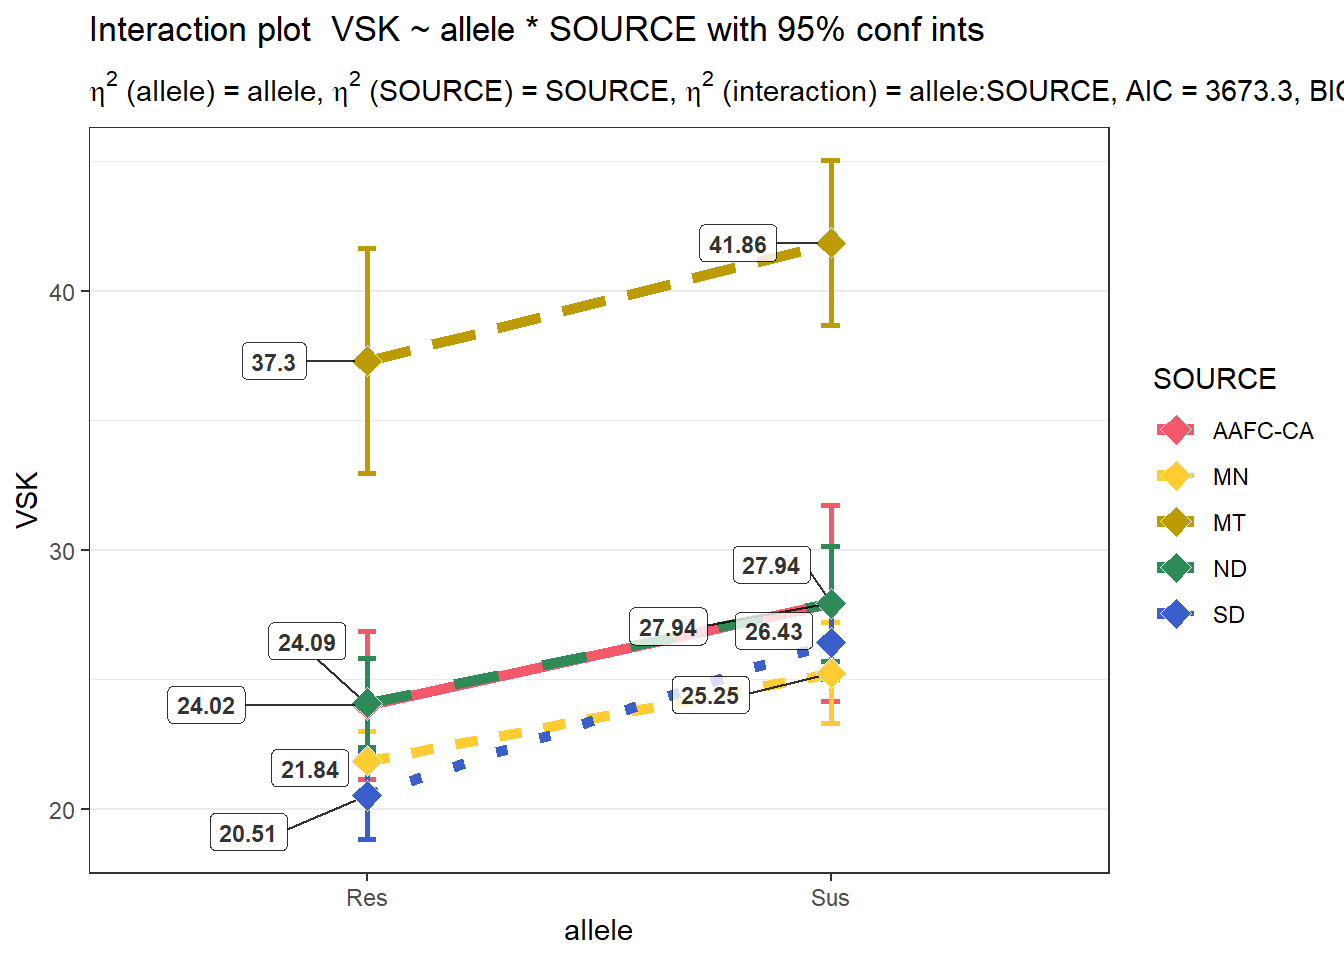 Interaction plot  VSK ~ allele * SOURCE with 95% conf ints
η² (allele) = allele, η² (SOURCE) = SOURCE, η² (interaction) = allele:SOURCE, AIC = 3673.3, BIC
VSK
40
30
20
41.86
37.3
27.94
27.94
26.43
24.09
25.25
24.02
21.84
20.51
Res
Sus
allele
SOURCE
AAFC-CA
MN
MT
ND
SD